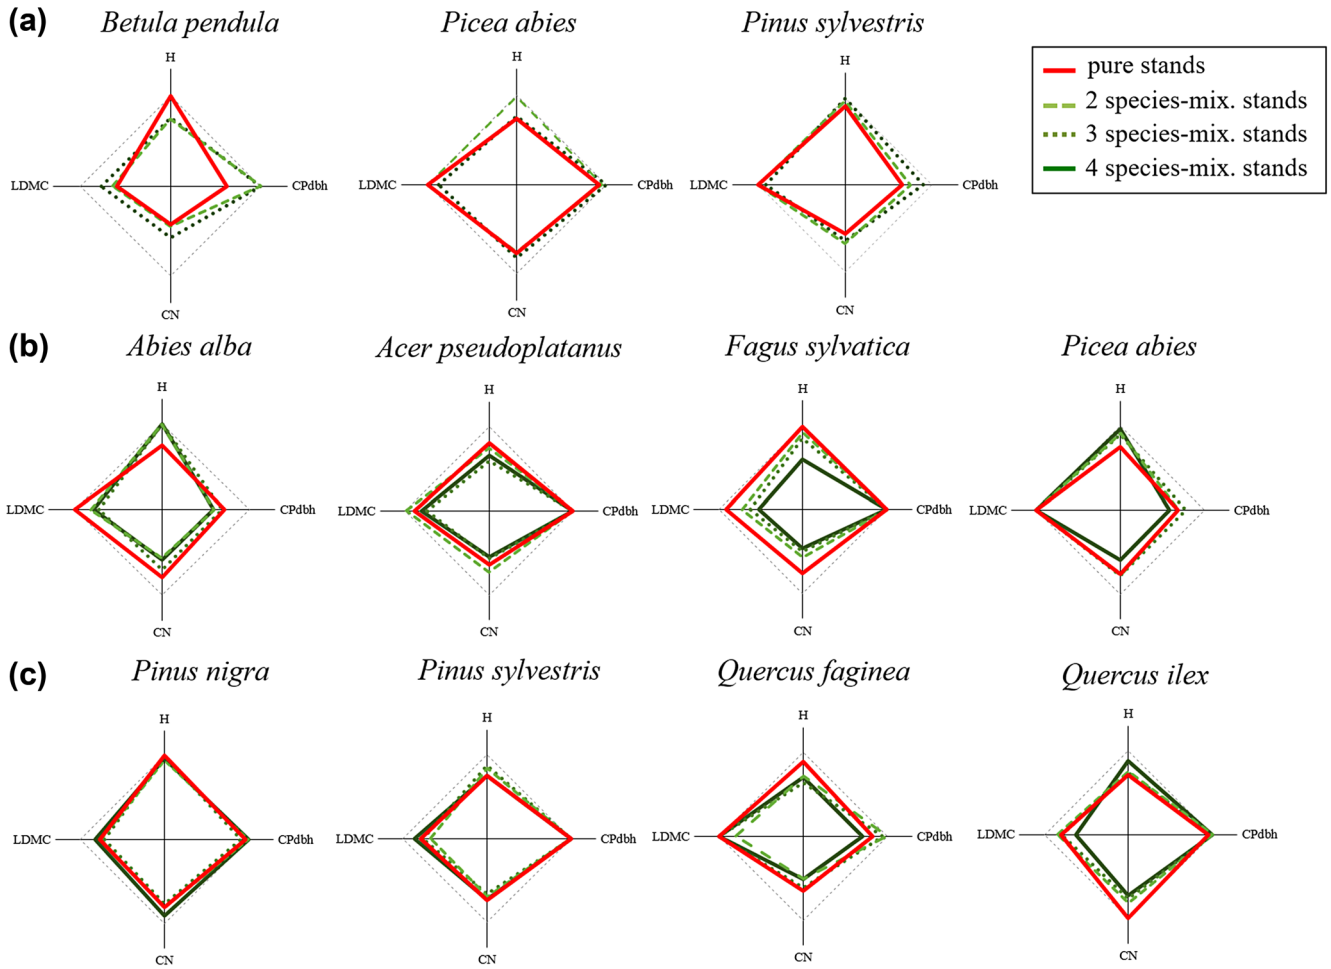 (a)
Betula pendula
Picea abies
Pinus sylvestris
pure stands
2 species-mix. stands
3 species-mix. stands
4 species-mix. stands
H
H
H
LDMC
CPdbh
LDMC
CPdbh
LDMC
CPdbh
CN
CN
CN
(b)
Abies alba
Acer pseudoplatanus
Fagus sylvatica
Picea abies
H
H
H
H
LDMC
CPdbh
LDMC
CPdbh
LDMC
CPdbh
LDMC
CPdbh
CN
CN
CN
CN
(c)
Pinus nigra
Pinus sylvestris
Quercus faginea
Quercus ilex
H
H
H
H
LDMC
CPdbh
LDMC
CPdbh
LDMC
CPdbh
LDMC
CPdbh
CN
CN
CN
CN